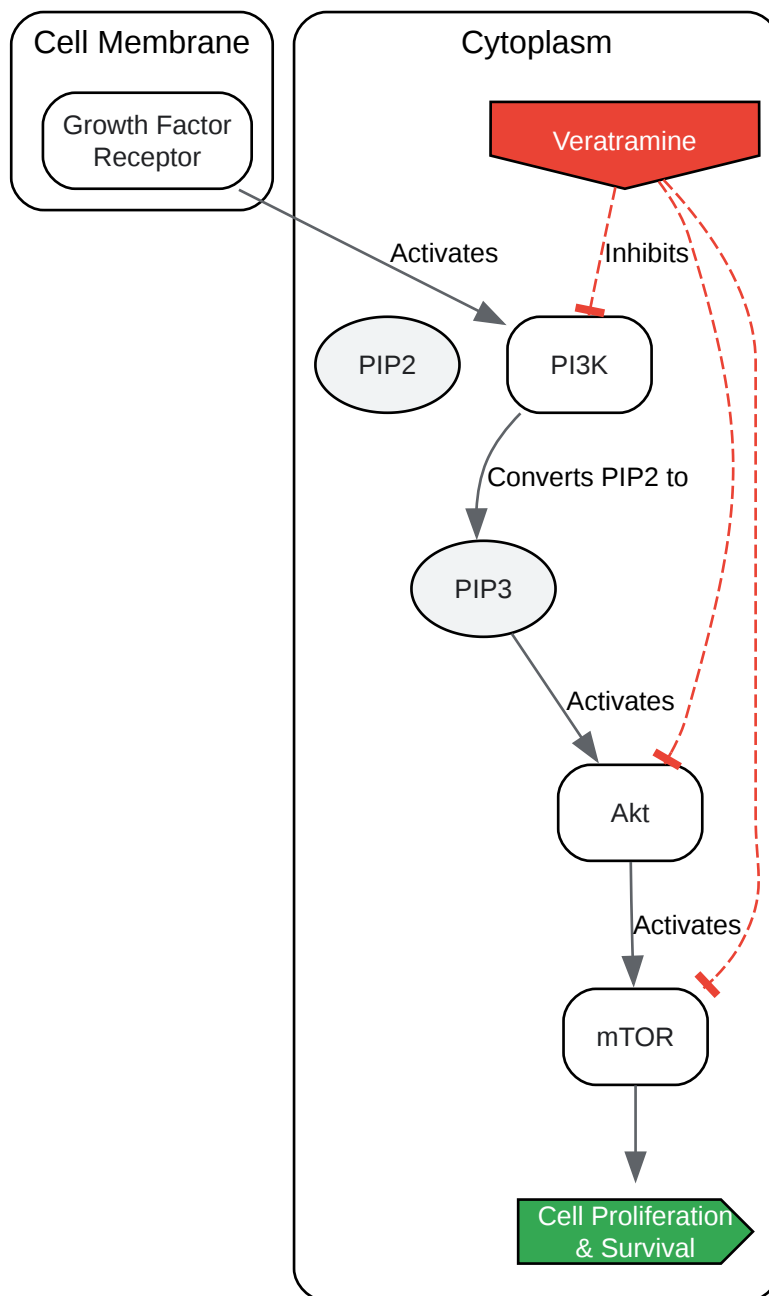 Cell Membrane
Cytoplasm
Growth Factor
Receptor
Veratramine
Activates
Inhibits
PIP2
PI3K
Converts PIP2 to
PIP3
Activates
Akt
Activates
mTOR
Cell Proliferation
& Survival